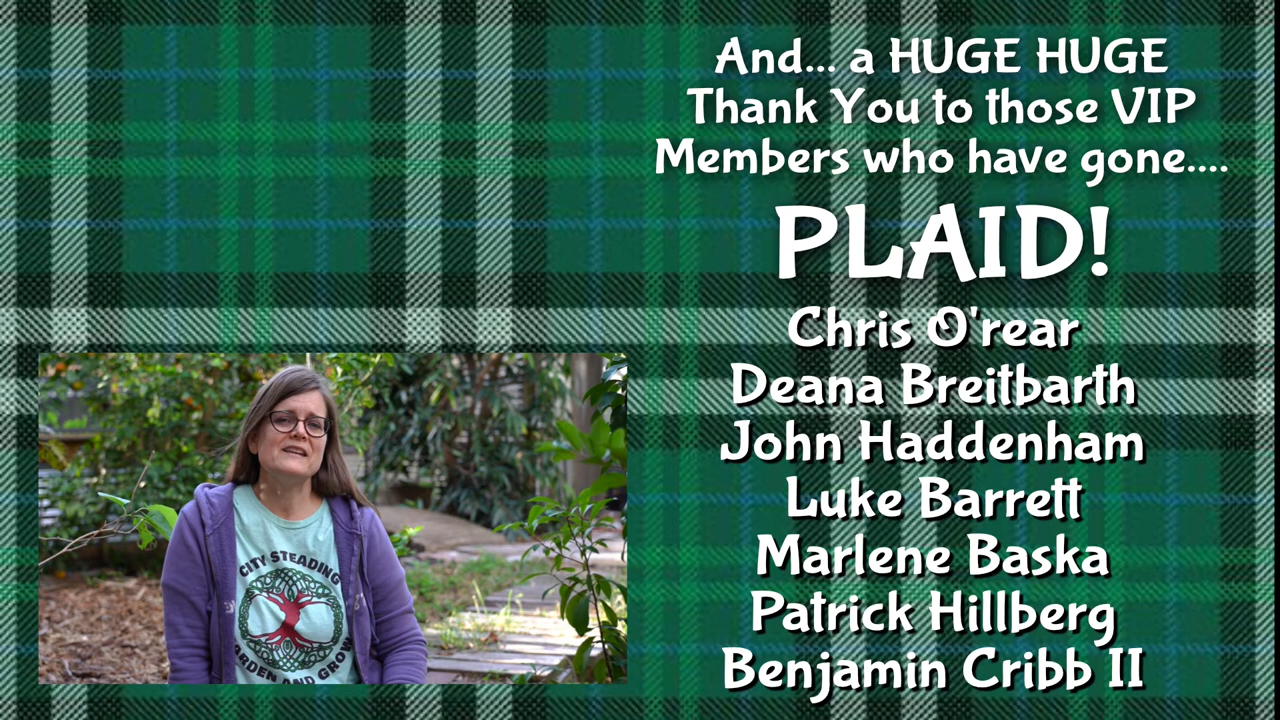 And... a HUGE HUGE
Thank You to those VIP
Members who have gone....
PLAID!
Chris O'rear
Deana Breitbarth
John Haddenham
Luke Barrett
Marlene Baska
Patrick Hillberg
Benjamin Cribb II
CITY STEADING
GARDEN AND GROW